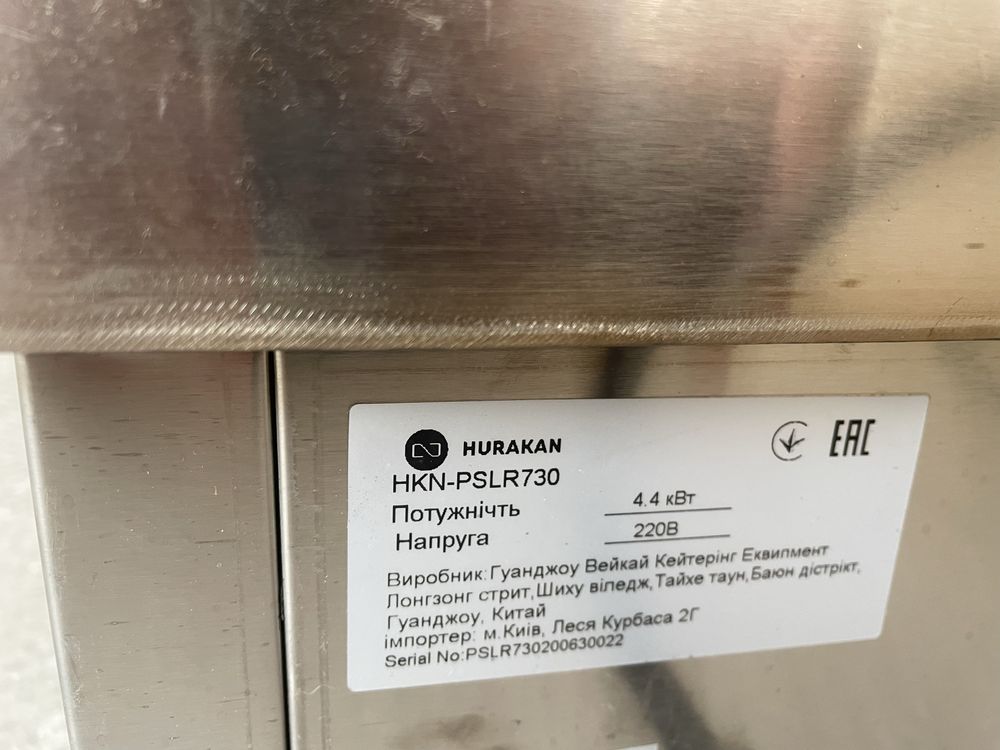 HURAKAN
EAC
HKN-PSLR730
Потужнічть 4.4 кВт
Напруга 220В
Виробник:Гуанджоу Вейкай Кейтерінг Еквипмент
Лонгзонг стрит,Шиху віледж,Тайхе таун,Баюн дістрікт,
Гуанджоу, Китай
імпортер: м.Київ, Леся Курбаса 2Г
Serial No:PSLR730200630022